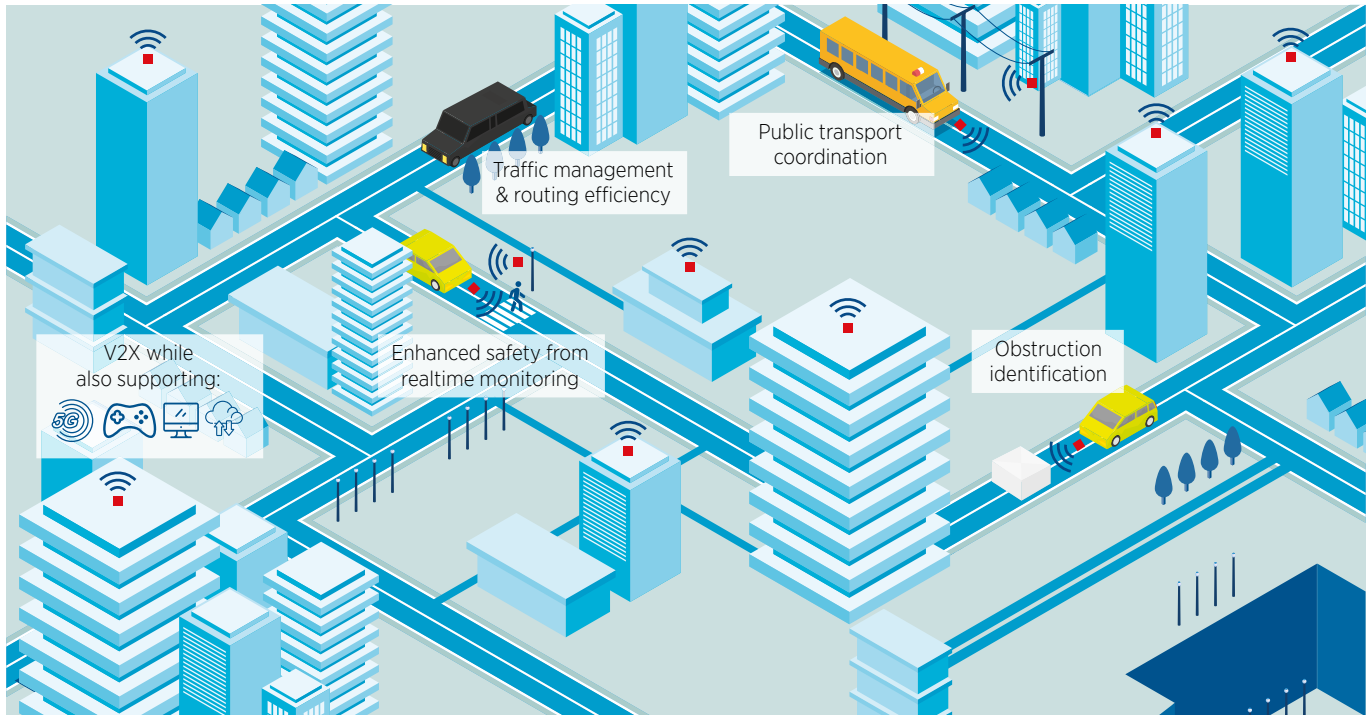 Public transport
coordination
Traffic management
& routing efficiency
V2X while
also supporting:
5G
Enhanced safety from
realtime monitoring
Obstruction
identification